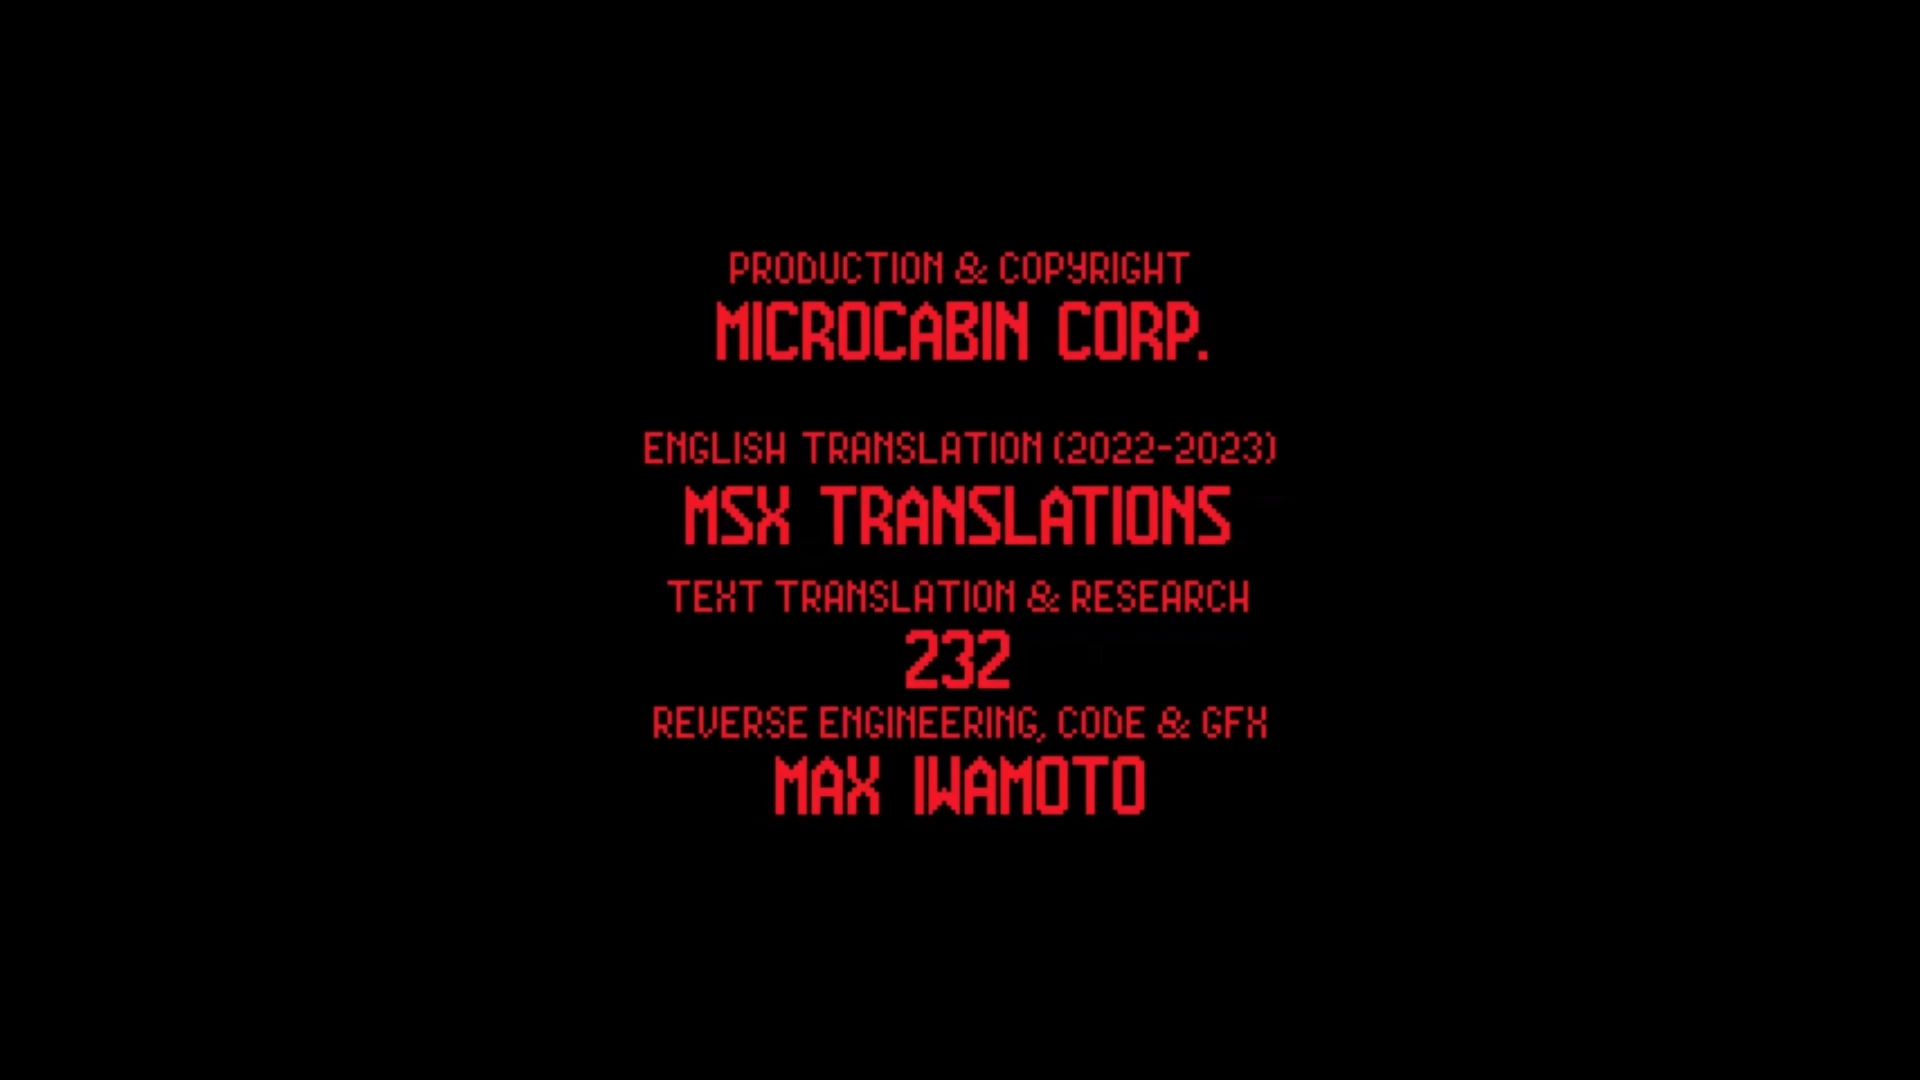 PRODUCTION & COPYRIGHT
MICROCABIN CORP.
ENGLISH TRANSLATION (2022-2023)
MSX TRANSLATIONS
TEXT TRANSLATION & RESEARCH
232
REVERSE ENGINEERING, CODE & GFX
MAX IWAMOTO